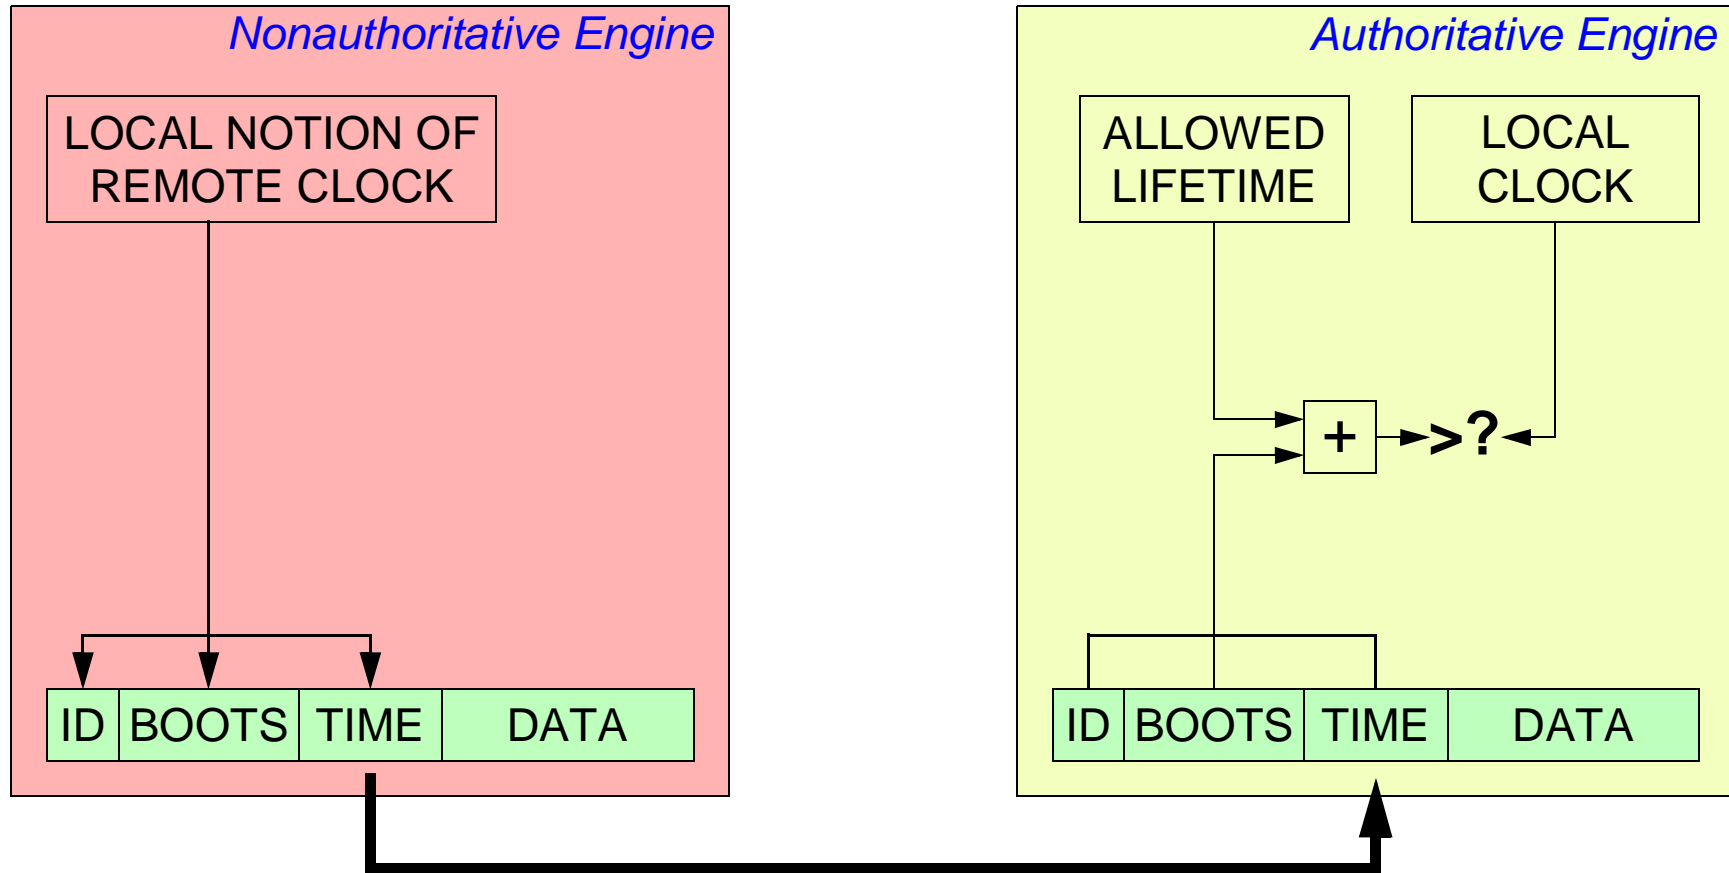 Nonauthoritative Engine
LOCAL NOTION OF
REMOTE CLOCK
ID BOOTS TIME DATA
Authoritative Engine
ALLOWED
LIFETIME
LOCAL
CLOCK
+ >?
ID BOOTS TIME DATA